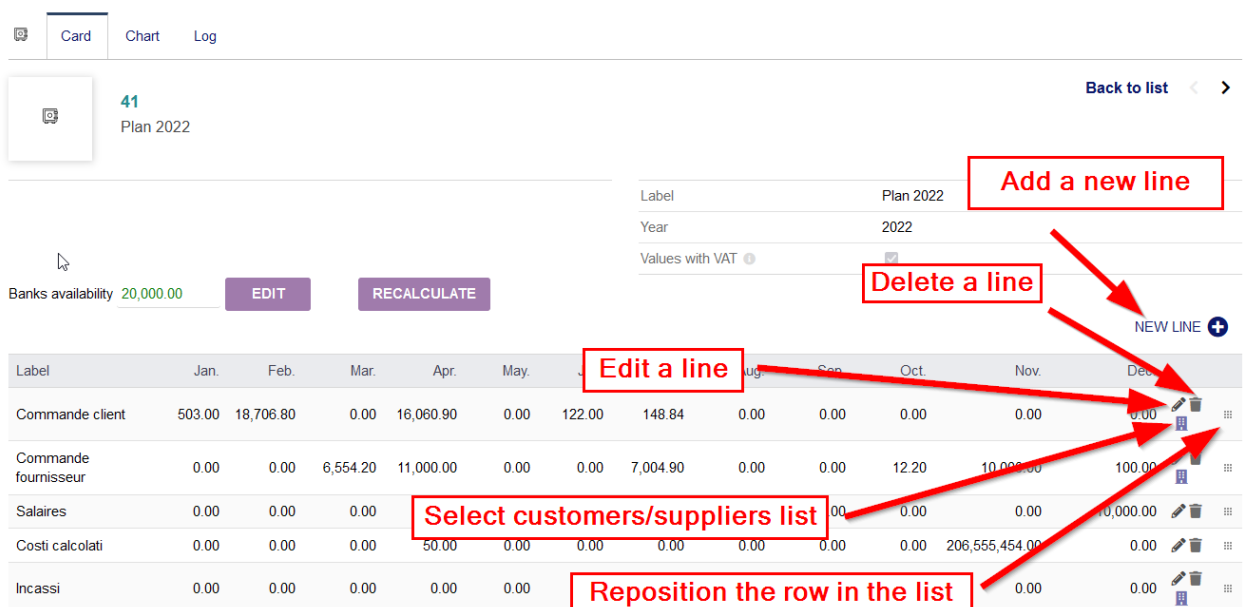 Card Chart Log
Back to list
41
Plan 2022
Add a new line
Label Plan 2022
Year 2022
Values with VAT
Delete a line
Banks availability 20,000.00 EDIT RECALCULATE
NEW LINE
Edit a line
Label Jan. Feb. Mar. Apr. May. Aug. Sep. Oct. Nov. Dec.
Commande client 503.00 18,706.80 0.00 16,060.90 0.00 122.00 148.84 0.00 0.00 0.00 0.00 0.00
Commande
fournisseur 0.00 0.00 6,554.20 11,000.00 0.00 0.00 7,004.90 0.00 0.00 12.20 10,000.00 100.00
Select customers/suppliers list
Salaires 0.00 0.00 0.00 0.00 0.00 0.00
Costi calcolati 0.00 0.00 0.00 50.00 0.00 0.00 0.00 0.00 0.00 0.00 206,555,454.00 0.00
Reposition the row in the list
Incassi 0.00 0.00 0.00 0.00 0.00 0.00 0.00